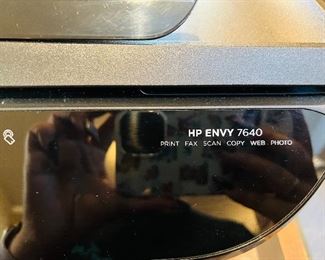 HP ENVY 7640
PRINT FAX SCAN COPY WEB PHOTO